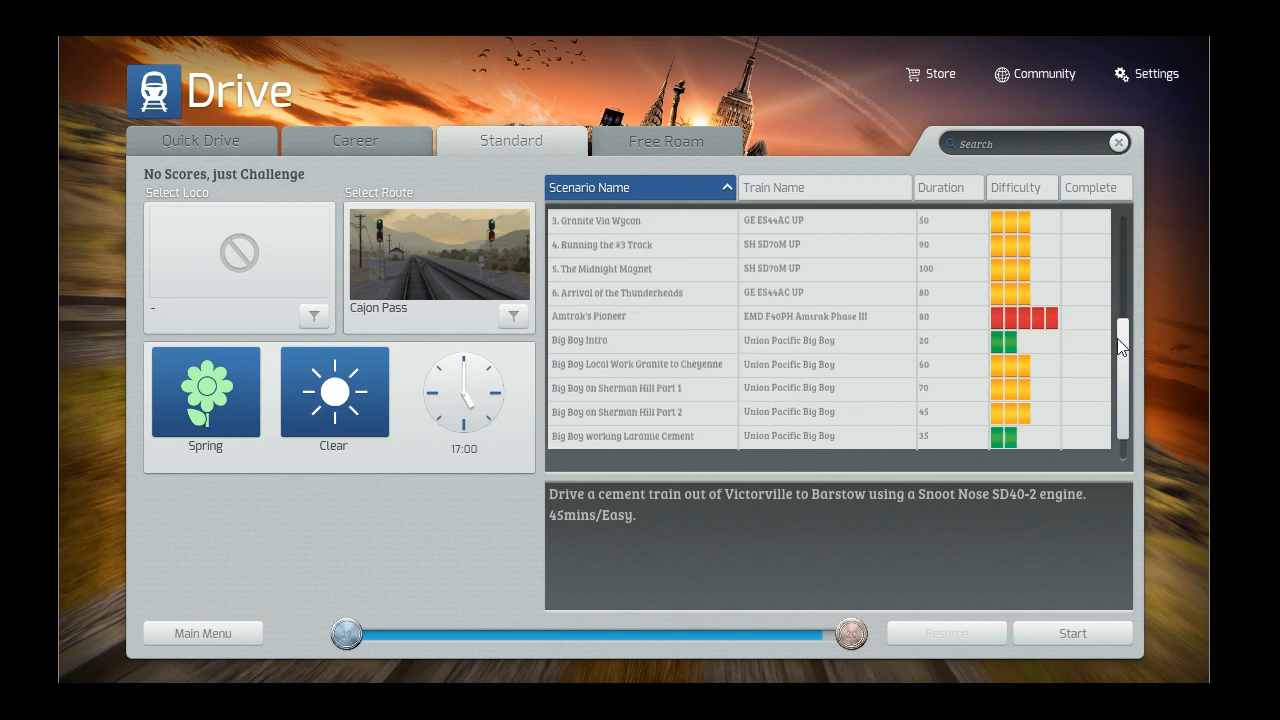 Drive
Store Community Settings
Quick Drive Career Standard Free Roam
Search
No Scores, just Challenge
Select Loco Select Route
-
Cajon Pass
Spring Clear 17:00
Scenario Name Train Name Duration Difficulty Complete
3. Granite Via Wycon GE ES44AC UP 50
4. Running the #3 Track SH SD70M UP 90
5. The Midnight Magnet SH SD70M UP 100
6. Arrival of the Thunderheads GE ES44AC UP 80
Amtrak's Pioneer EMD F40PH Amtrak Phase III 80
Big Boy Intro Union Pacific Big Boy 20
Big Boy Local Work Granite to Cheyenne Union Pacific Big Boy 60
Big Boy on Sherman Hill Part 1 Union Pacific Big Boy 70
Big Boy on Sherman Hill Part 2 Union Pacific Big Boy 45
Big Boy working Laramie Cement Union Pacific Big Boy 35
Drive a cement train out of Victorville to Barstow using a Snoot Nose SD40-2 engine.
45mins/Easy.
Main Menu Resume Start